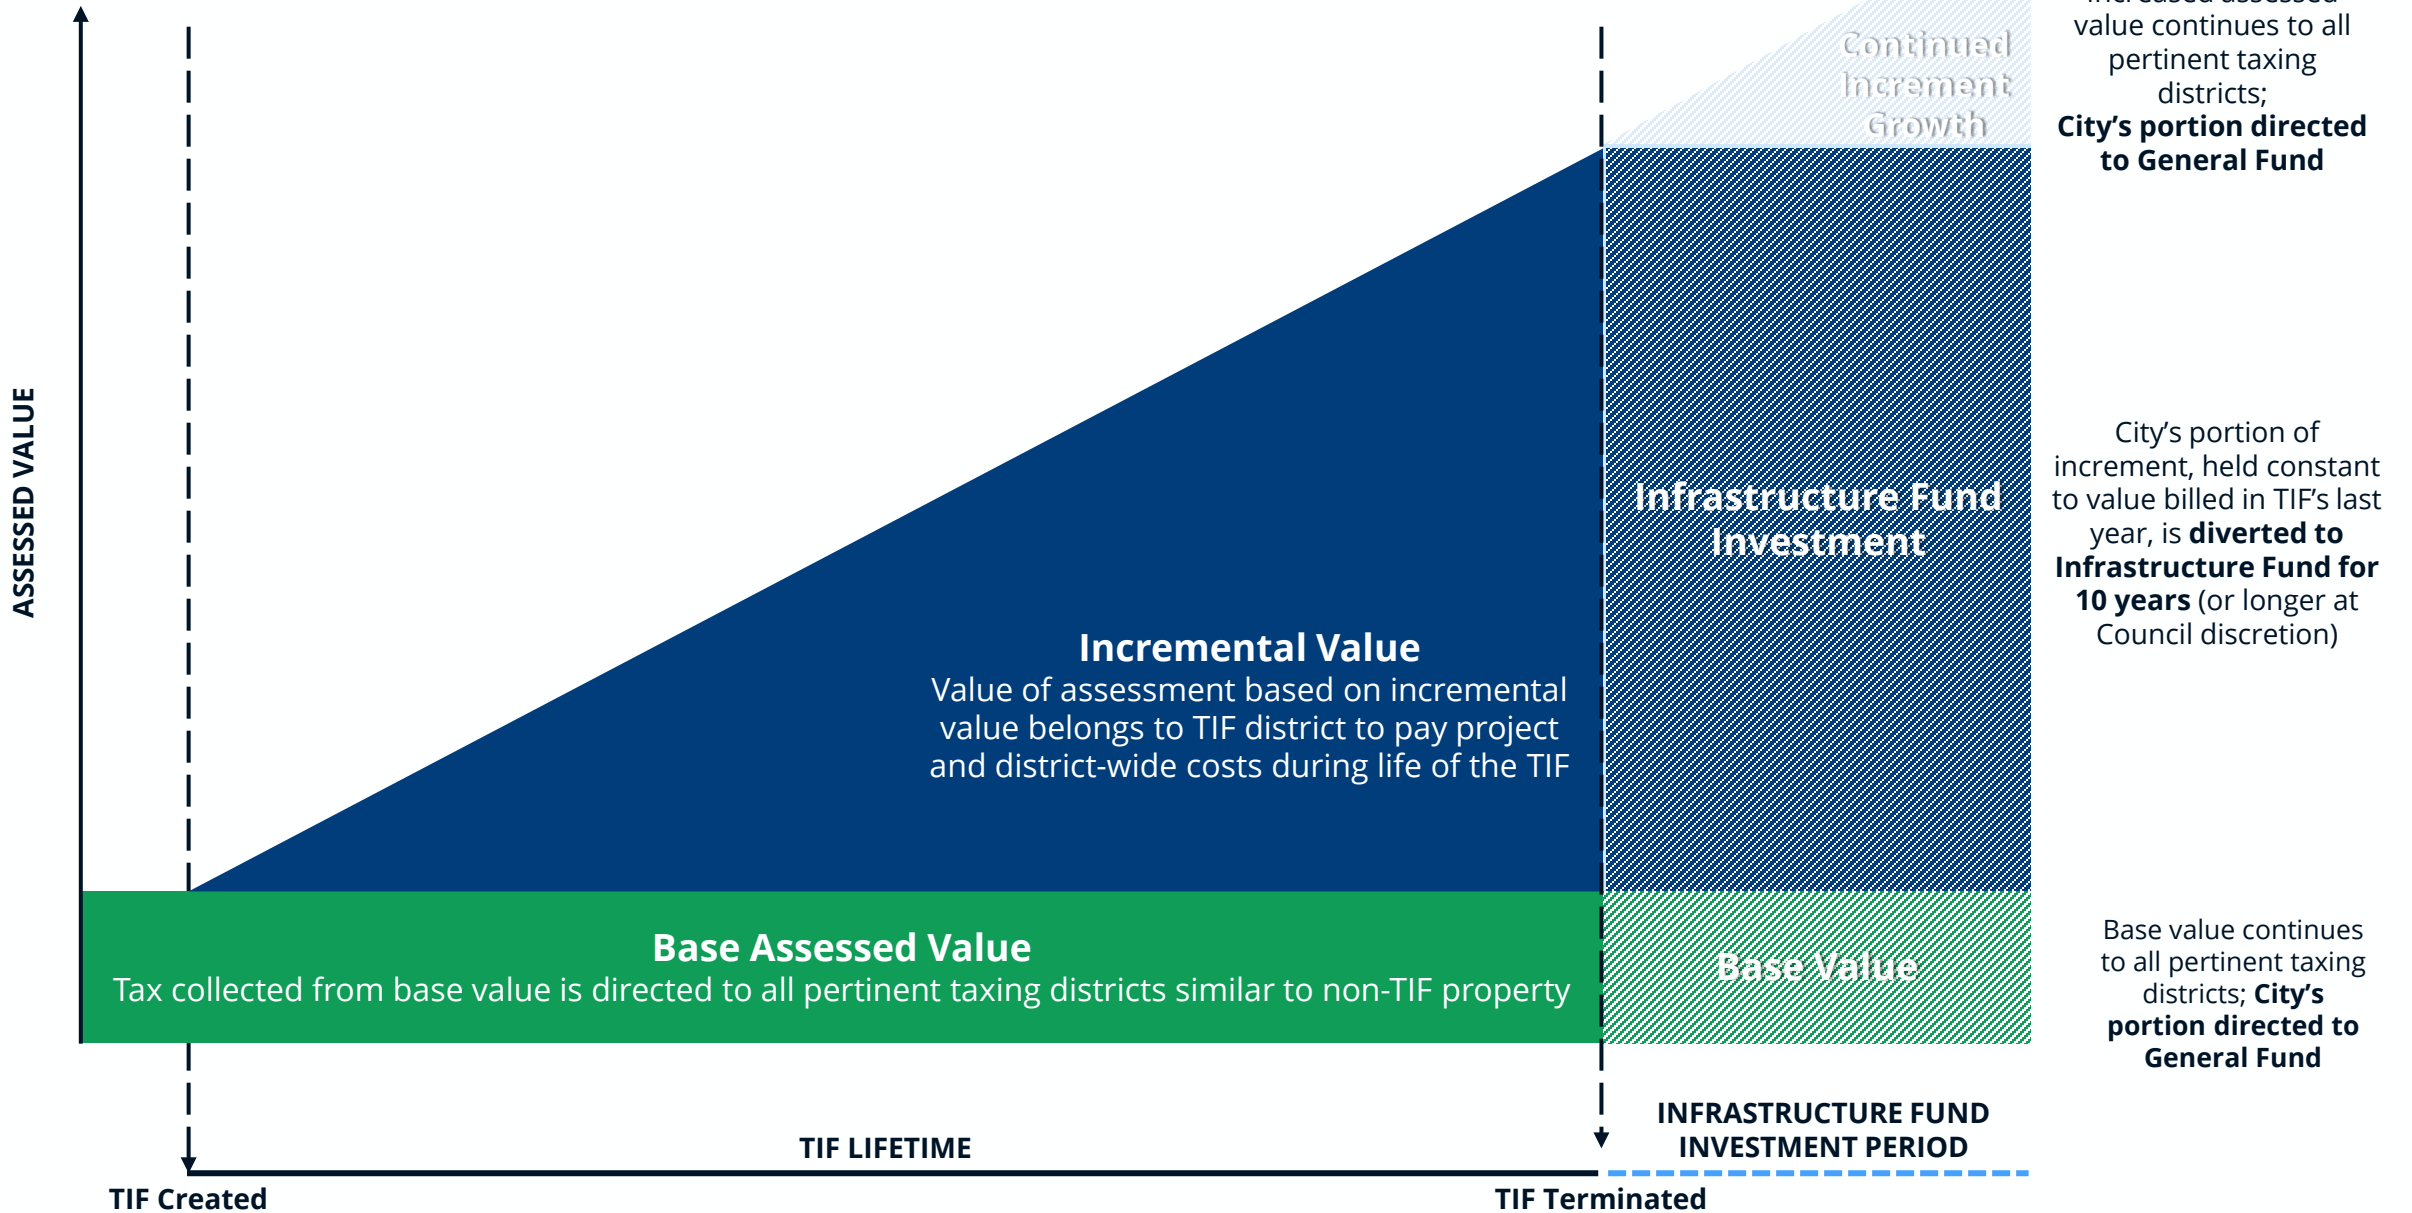 Continued
Increment
Growth
increased assessed
value continues to all
pertinent taxing
districts;
City’s portion directed
to General Fund
ASSESSED VALUE
Infrastructure Fund
Investment
City’s portion of
increment, held constant
to value billed in TIF’s last
year, is diverted to
Infrastructure Fund for
10 years (or longer at
Council discretion)
Incremental Value
Value of assessment based on incremental
value belongs to TIF district to pay project
and district-wide costs during life of the TIF
Base Assessed Value
Tax collected from base value is directed to all pertinent taxing districts similar to non-TIF property
Base Value
Base value continues
to all pertinent taxing
districts; City’s
portion directed to
General Fund
TIF LIFETIME
INFRASTRUCTURE FUND
INVESTMENT PERIOD
TIF Created
TIF Terminated